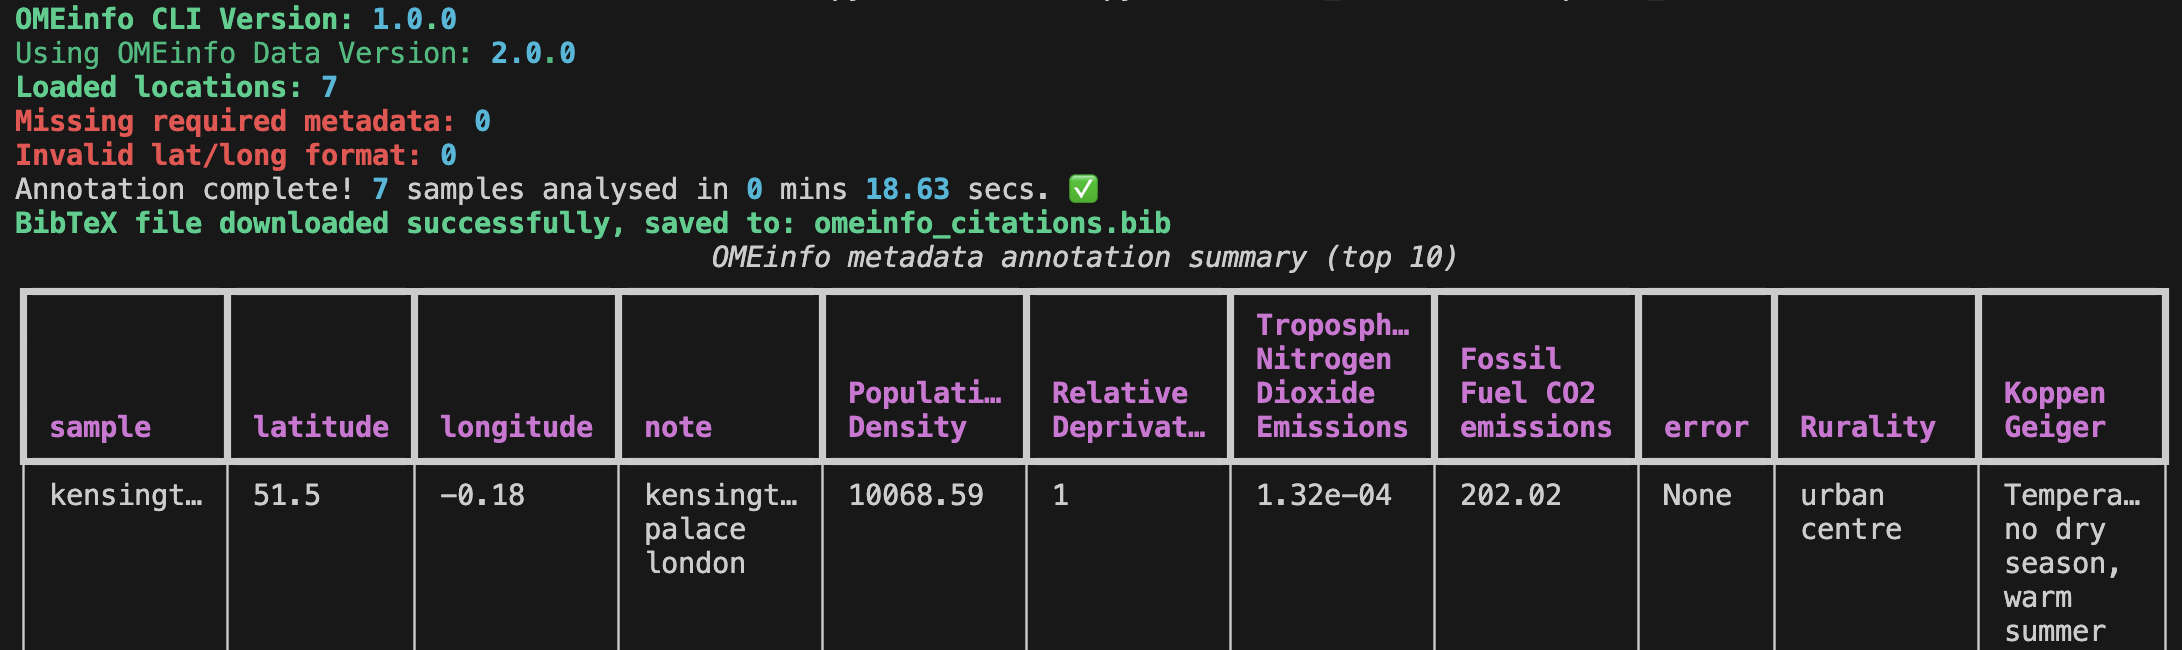 OMEinfo CLI Version: 1.0.0
Using OMEinfo Data Version: 2.0.0
Loaded locations: 7
Missing required metadata: 0
Invalid lat/long format: 0
Annotation complete! 7 samples analysed in 0 mins 18.63 secs. ✅
BibTeX file downloaded successfully, saved to: omeinfo_citations.bib
OMEinfo metadata annotation summary (top 10)
Troposph…
Nitrogen Fossil
Populati… Relative Dioxide Fuel CO2 Koppen
sample latitude longitude note Density Deprivat… Emissions emissions error Rurality Geiger
kensingt… 51.5 -0.18 kensingt… 10068.59 1 1.32e-04 202.02 None urban Tempera…
palace centre no dry
london season,
warm
summer